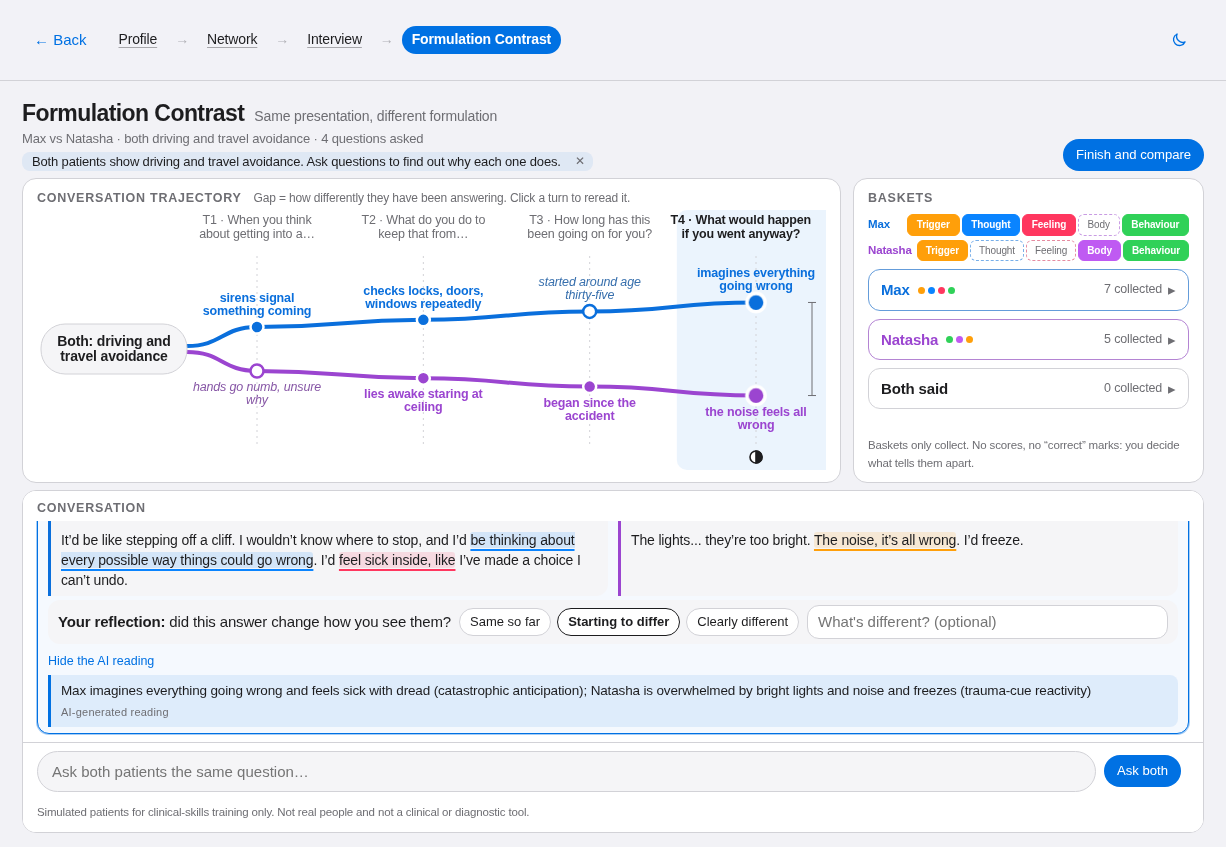 ← Back Profile → Network → Interview → Formulation Contrast
Formulation Contrast Same presentation, different formulation
Max vs Natasha · both driving and travel avoidance · 4 questions asked
Both patients show driving and travel avoidance. Ask questions to find out why each one does. ✕
Finish and compare
CONVERSATION TRAJECTORY Gap = how differently they have been answering. Click a turn to reread it.
T1 · When you think
about getting into a…
T2 · What do you do to
keep that from…
T3 · How long has this
been going on for you?
T4 · What would happen
if you went anyway?
Both: driving and
travel avoidance
sirens signal
something coming
checks locks, doors,
windows repeatedly
started around age
thirty-five
imagines everything
going wrong
hands go numb, unsure
why
lies awake staring at
ceiling
began since the
accident
the noise feels all
wrong
BASKETS
Max Trigger Thought Feeling Body Behaviour
Natasha Trigger Thought Feeling Body Behaviour
Max 7 collected ▶
Natasha 5 collected ▶
Both said 0 collected ▶
Baskets only collect. No scores, no “correct” marks: you decide
what tells them apart.
CONVERSATION
It’d be like stepping off a cliff. I wouldn’t know where to stop, and I’d be thinking about
every possible way things could go wrong. I’d feel sick inside, like I’ve made a choice I
can’t undo.
The lights... they’re too bright. The noise, it’s all wrong. I’d freeze.
Your reflection: did this answer change how you see them? Same so far Starting to differ Clearly different What's different? (optional)
Hide the AI reading
Max imagines everything going wrong and feels sick with dread (catastrophic anticipation); Natasha is overwhelmed by bright lights and noise and freezes (trauma-cue reactivity)
AI-generated reading
Ask both patients the same question… Ask both
Simulated patients for clinical-skills training only. Not real people and not a clinical or diagnostic tool.